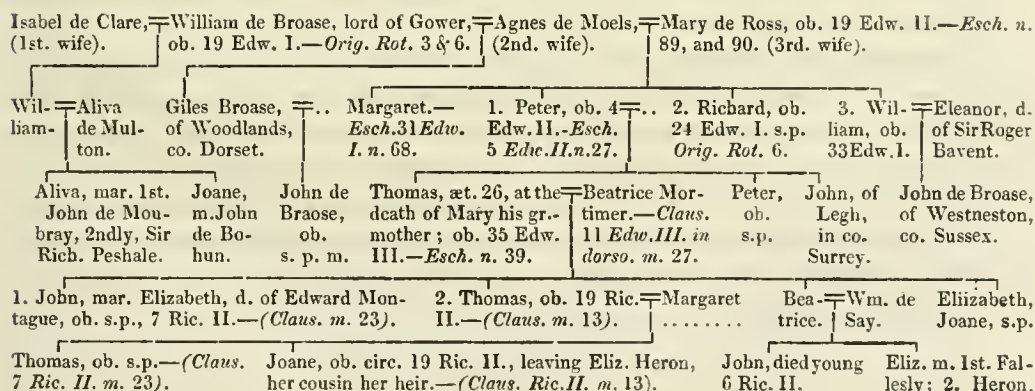 Isabel de Clare,╤William de Broase, lord of Gower,╤Agnes de Moels,╤Mary de Ross, ob. 19 Edw. II.—Esch. n.
(1st. wife). ob. 19 Edw. I.—Orig. Rot. 3 & 6. (2nd. wife). 89, and 90. (3rd. wife).
Wil-╤Aliva Giles Broase, ╤.. Margaret.— 1. Peter, ob. 4╤.. 2. Richard, ob. 3. Wil-╤Eleanor, d.
liam- de Mul- of Woodlands, Esch.31Edw. Edw. II.-Esch. 24 Edw. I. s.p. liam, ob. of Sir Roger
ton. co. Dorset. I. n. 68. 5 Edw.II.n.27. Orig. Rot. 6. 33Edw.I. Bavent.
Aliva, mar. 1st. Joane, John de Thomas, æt. 26, at the╤Beatrice Mor- Peter, John, of John de Broase,
John de Mou- m.John Braose, death of Mary his gr.- timer.—Claus. ob. Legh, of Westneston,
bray, 2ndly, Sir de Bo- ob. mother ; ob. 35 Edw. 11 Edw.III. in s.p. in co. co. Sussex.
Rich. Peshale. hun. s. p. m. III.—Esch. n. 39. dorso. m. 27. Surrey.
1. John, mar. Elizabeth, d. of Edward Mon- 2. Thomas, ob. 19 Ric.╤Margaret Bea-╤Wm. de Eliizabeth,
tague, ob. s.p., 7 Ric. II.—(Claus. m. 23). II.—(Claus. m. 13). ........ trice. Say. Joane, s.p.
Thomas, ob. s.p.—(Claus. Joane, ob. circ. 19 Ric. II., leaving Eliz. Heron, John, died young Eliz. m. 1st. Fal-
7 Ric. II. m. 23). her cousin her heir.—(Claus. Ric.II. m. 13). 6 Ric. II. lesly; 2. Heron.